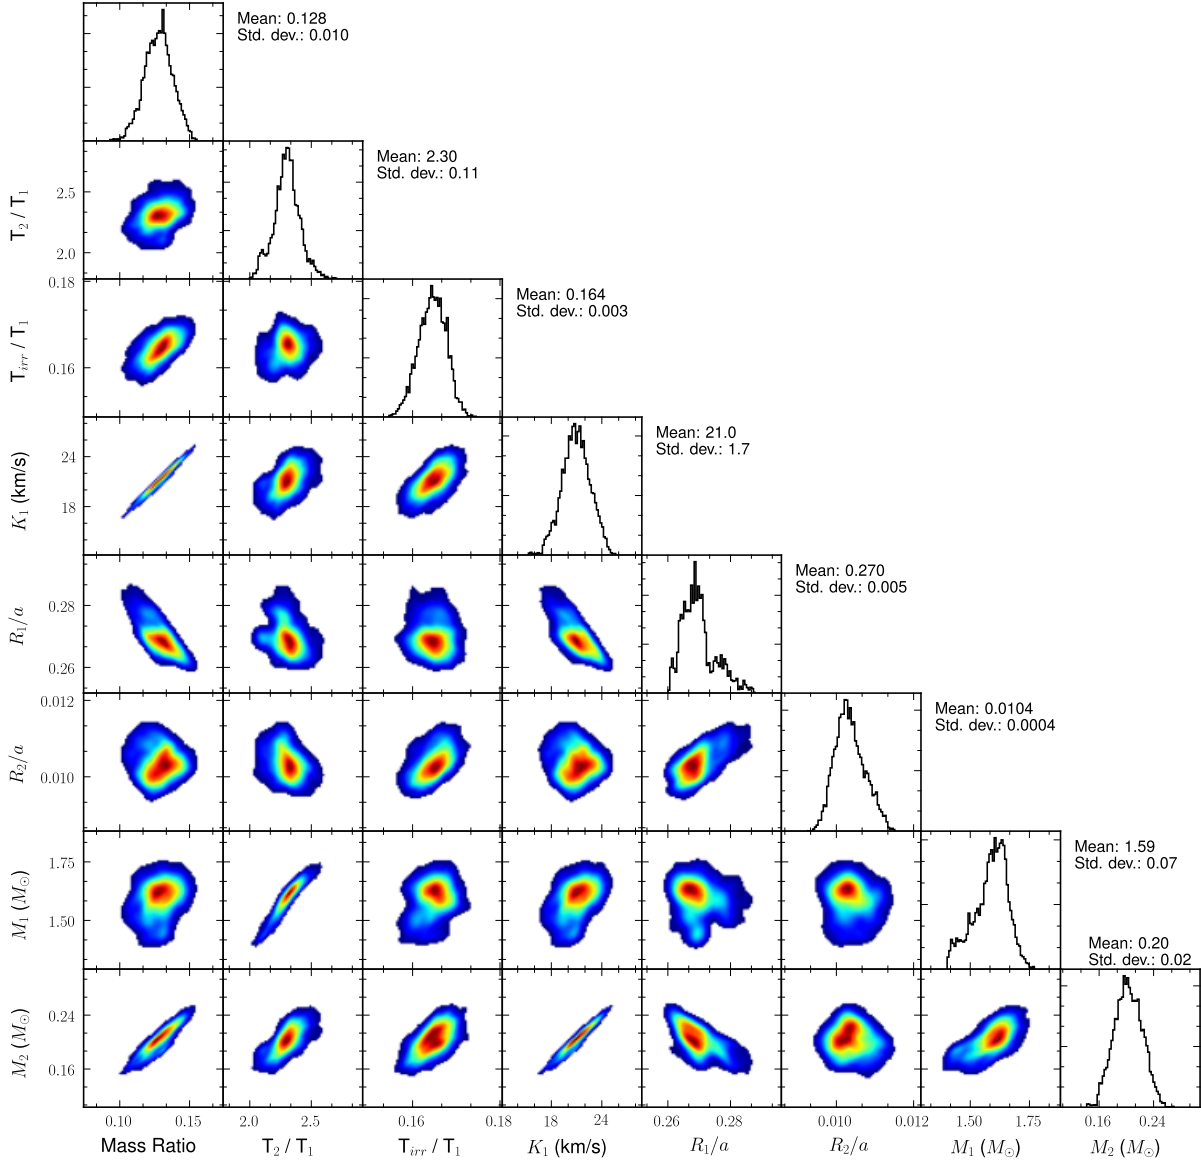 Mean: 0.128
Std. dev.: 0.010
Mean: 2.30
Std. dev.: 0.11
2.5
2.0
T₂ / T₁
Mean: 0.164
Std. dev.: 0.003
0.18
0.16
T_irr / T₁
Mean: 21.0
Std. dev.: 1.7
24
18
K₁ (km/s)
Mean: 0.270
Std. dev.: 0.005
0.28
0.26
R₁/a
Mean: 0.0104
Std. dev.: 0.0004
0.012
0.010
R₂/a
Mean: 1.59
Std. dev.: 0.07
1.75
1.50
M₁ (M⊙)
Mean: 0.20
Std. dev.: 0.02
0.24
0.16
M₂ (M⊙)
0.10 0.15 2.0 2.5 0.16 0.18 18 24 0.26 0.28 0.010 0.012 1.50 1.75 0.16 0.24
Mass Ratio T₂ / T₁ T_irr / T₁ K₁ (km/s) R₁/a R₂/a M₁ (M⊙) M₂ (M⊙)